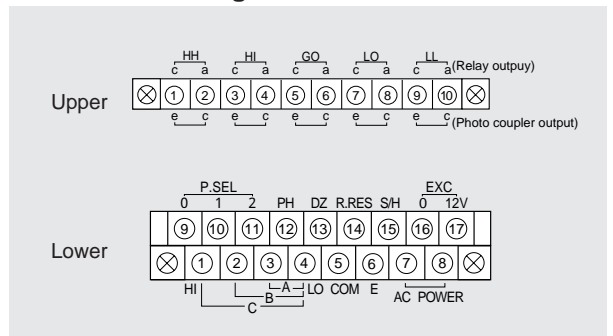 HH HI GO LO LL
c a c a c a c a c a (Relay outpuy)
Upper 1 2 3 4 5 6 7 8 9 10
e c e c e c e c e c (Photo coupler output)
P.SEL EXC
0 1 2 PH DZ R.RES S/H 0 12V
9 10 11 12 13 14 15 16 17
Lower
1 2 3 4 5 6 7 8
HI A LO COM E AC POWER
B
C